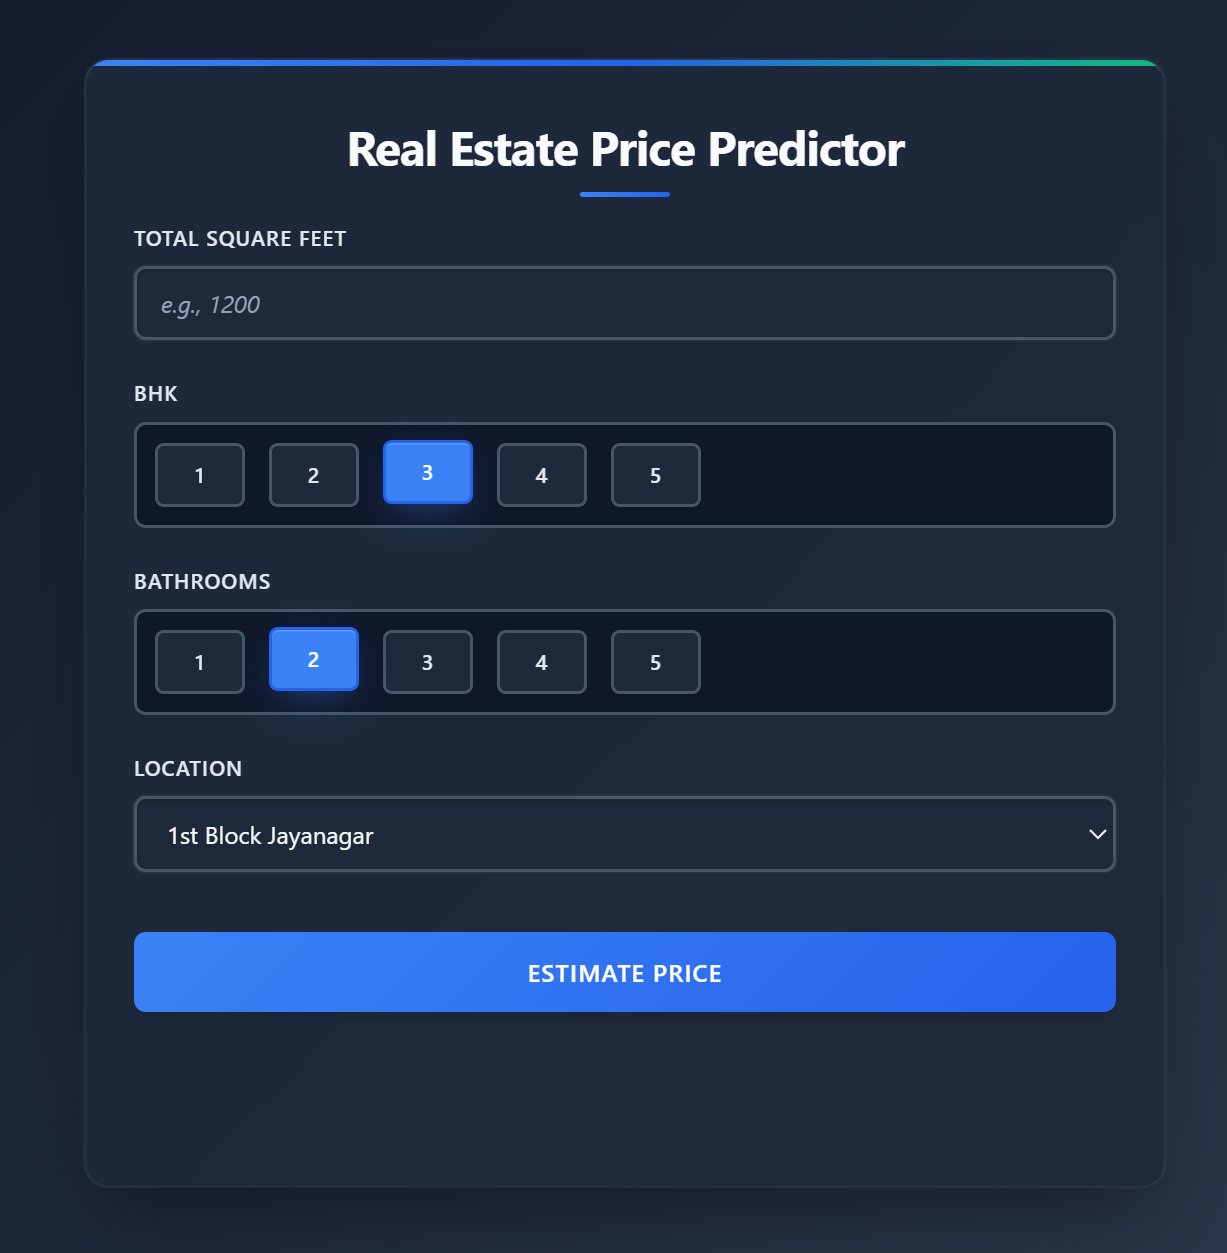 Real Estate Price Predictor
TOTAL SQUARE FEET
e.g., 1200
BHK
1 2 3 4 5
BATHROOMS
1 2 3 4 5
LOCATION
1st Block Jayanagar
ESTIMATE PRICE